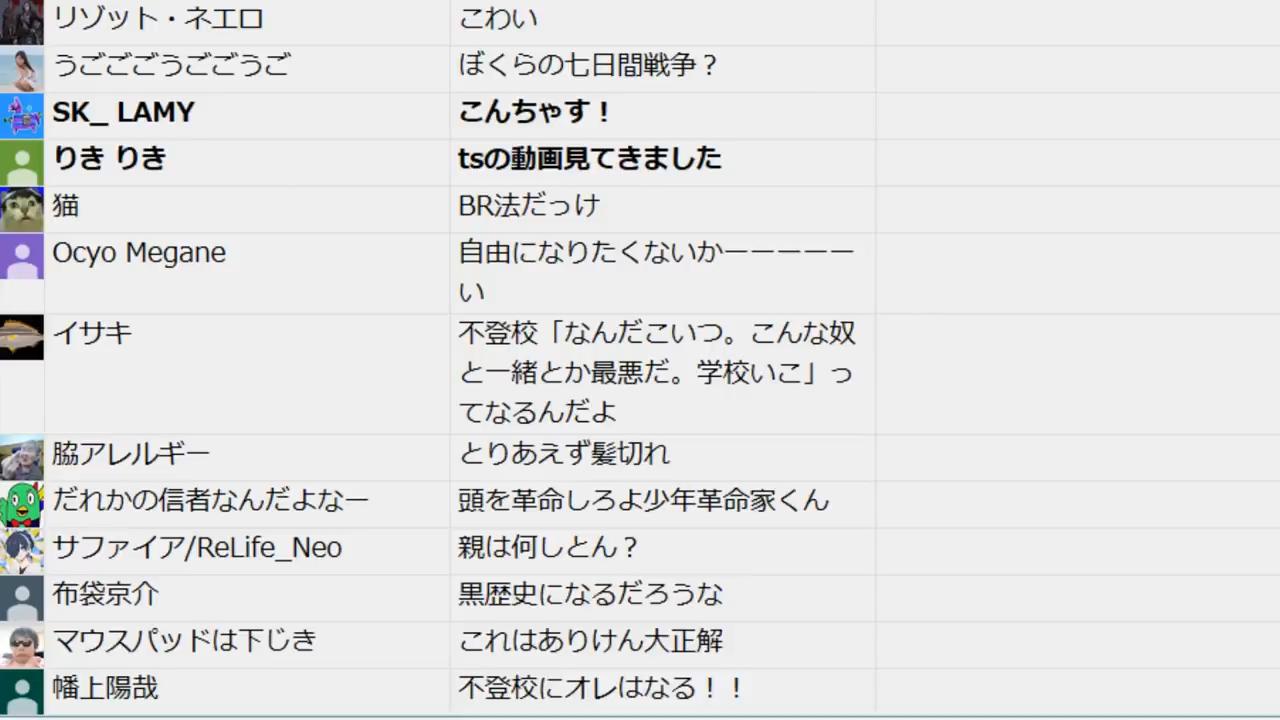 リゾット・ネエロ こわい
うごごごうごごうご ぼくらの七日間戦争？
SK_ LAMY こんちゃす！
りき りき tsの動画見てきました
猫 BR法だっけ
Ocyo Megane 自由になりたくないかーーーーー
い
イサキ 不登校「なんだこいつ。こんな奴
と一緒とか最悪だ。学校いこ」っ
てなるんだよ
脇アレルギー とりあえず髪切れ
だれかの信者なんだよなー 頭を革命しろよ少年革命家くん
サファイア/ReLife_Neo 親は何しとん？
布袋京介 黒歴史になるだろうな
マウスパッドは下じき これはありけん大正解
幡上陽哉 不登校にオレはなる！！